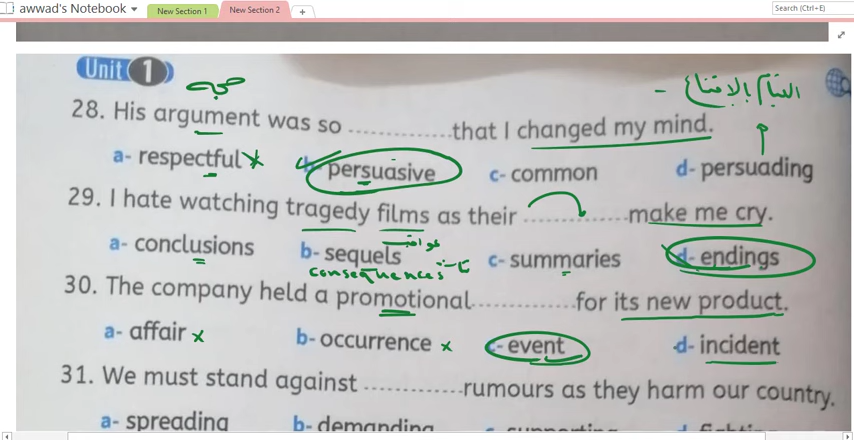 awwad's Notebook
New Section 1
New Section 2
+
Search (Ctrl+E)
Unit 1
28. His argument was so ............ that I changed my mind.
a- respectful x b- persuasive c- common d- persuading
29. I hate watching tragedy films as their ............ make me cry.
a- conclusions b- sequels c- summaries d- endings
consequences
30. The company held a promotional ............ for its new product.
a- affair x b- occurrence x c- event d- incident
31. We must stand against ............ rumours as they harm our country.
a- spreading b- demanding